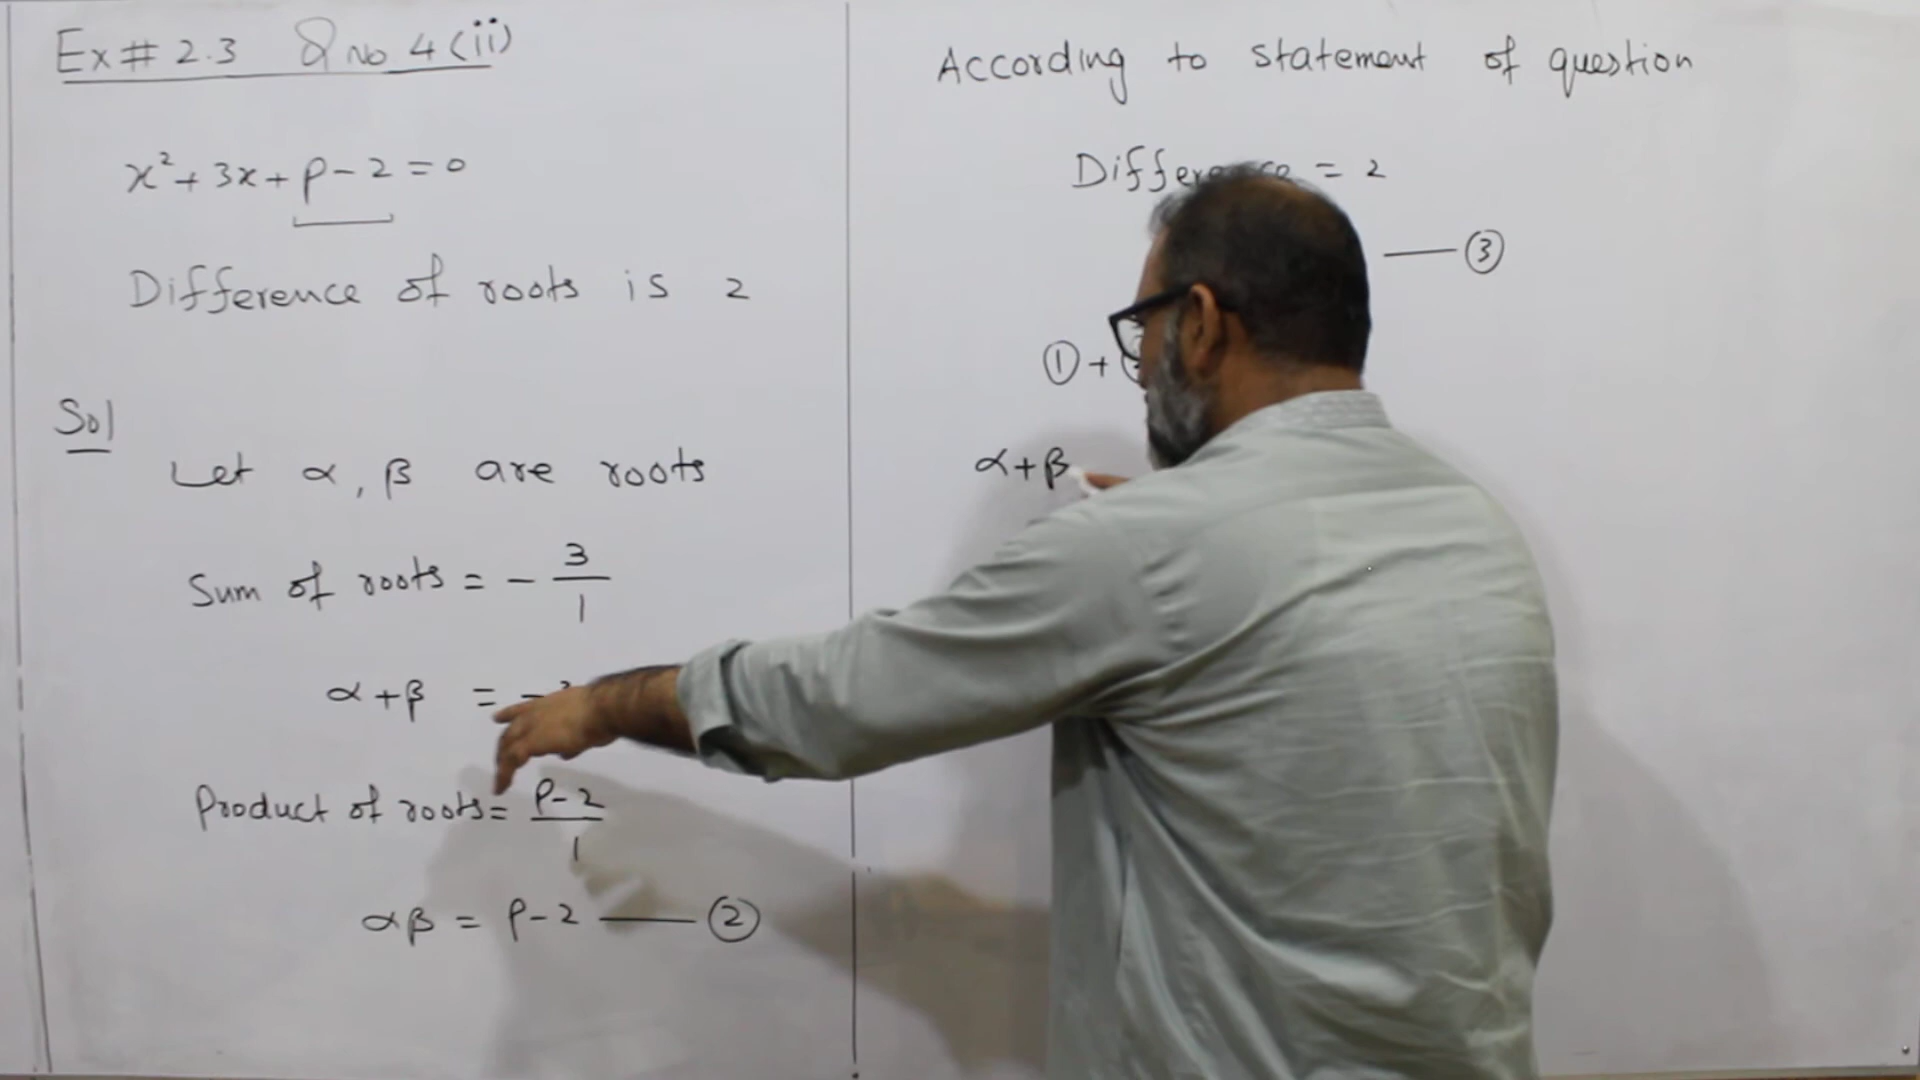 Ex# 2.3 Q No 4(ii)
x²+3x+p-2=0
Difference of roots is 2
Sol
Let α, β are roots
Sum of roots = - 3/1
α+β = -
Product of roots = P-2/1
αβ = p-2 —— ②
According to statement of question
= 2
—— ③
① +
α+β